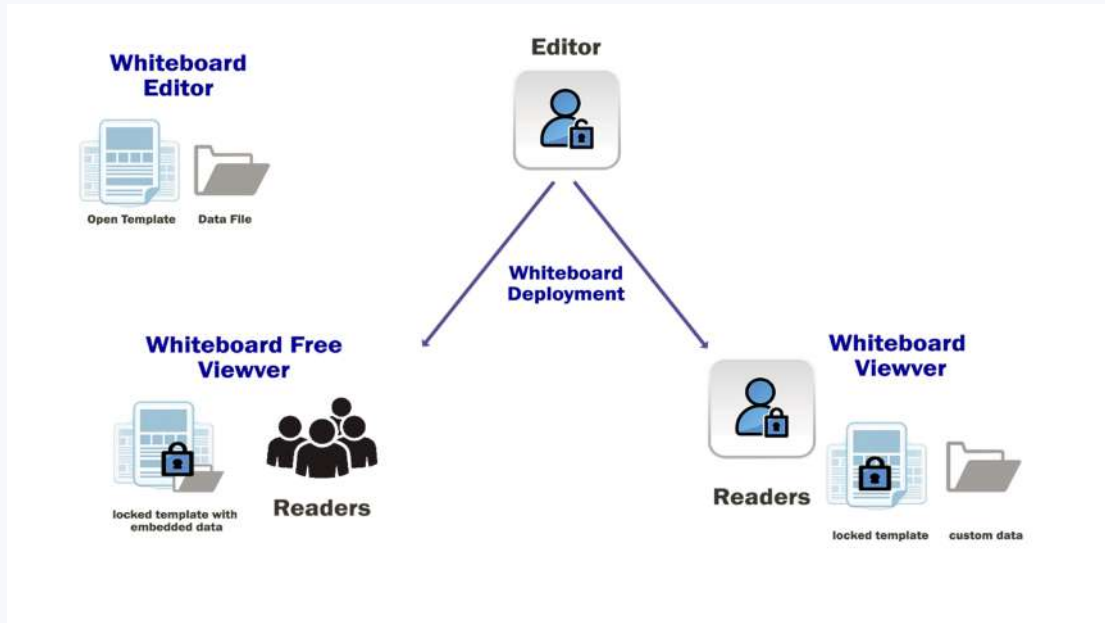 Editor
Whiteboard
Editor
Open Template
Data File
Whiteboard
Deployment
Whiteboard Free
Viewver
locked template with
embedded data
Readers
Whiteboard
Viewver
Readers
locked template
custom data